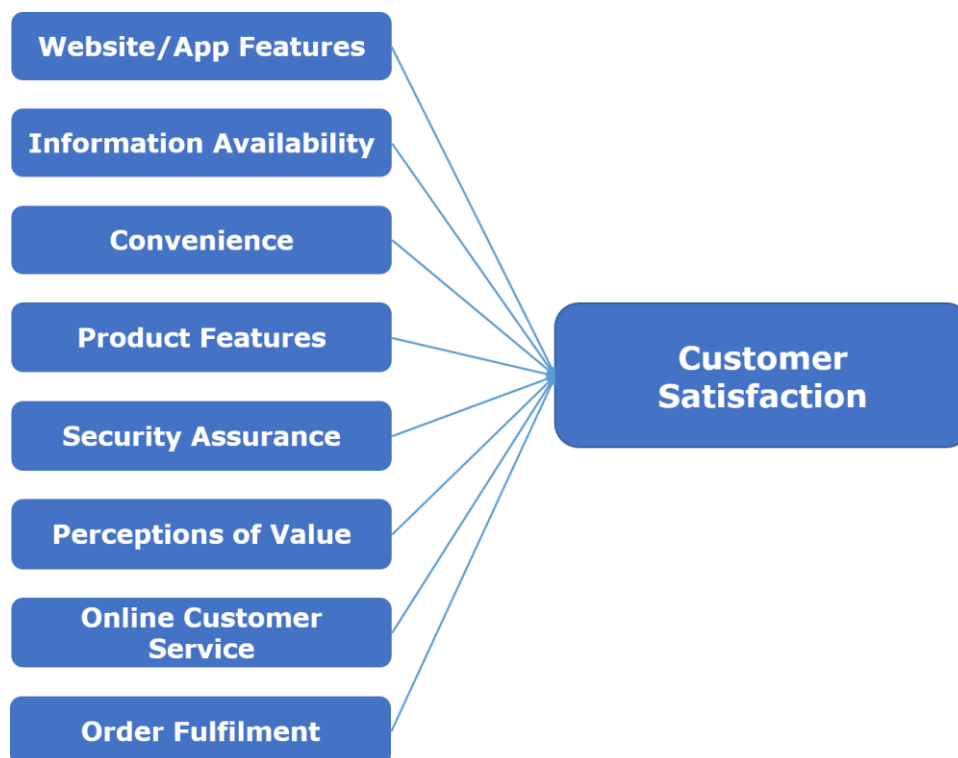 Website/App Features
Information Availability
Convenience
Product Features
Security Assurance
Perceptions of Value
Online Customer
Service
Order Fulfilment
Customer
Satisfaction